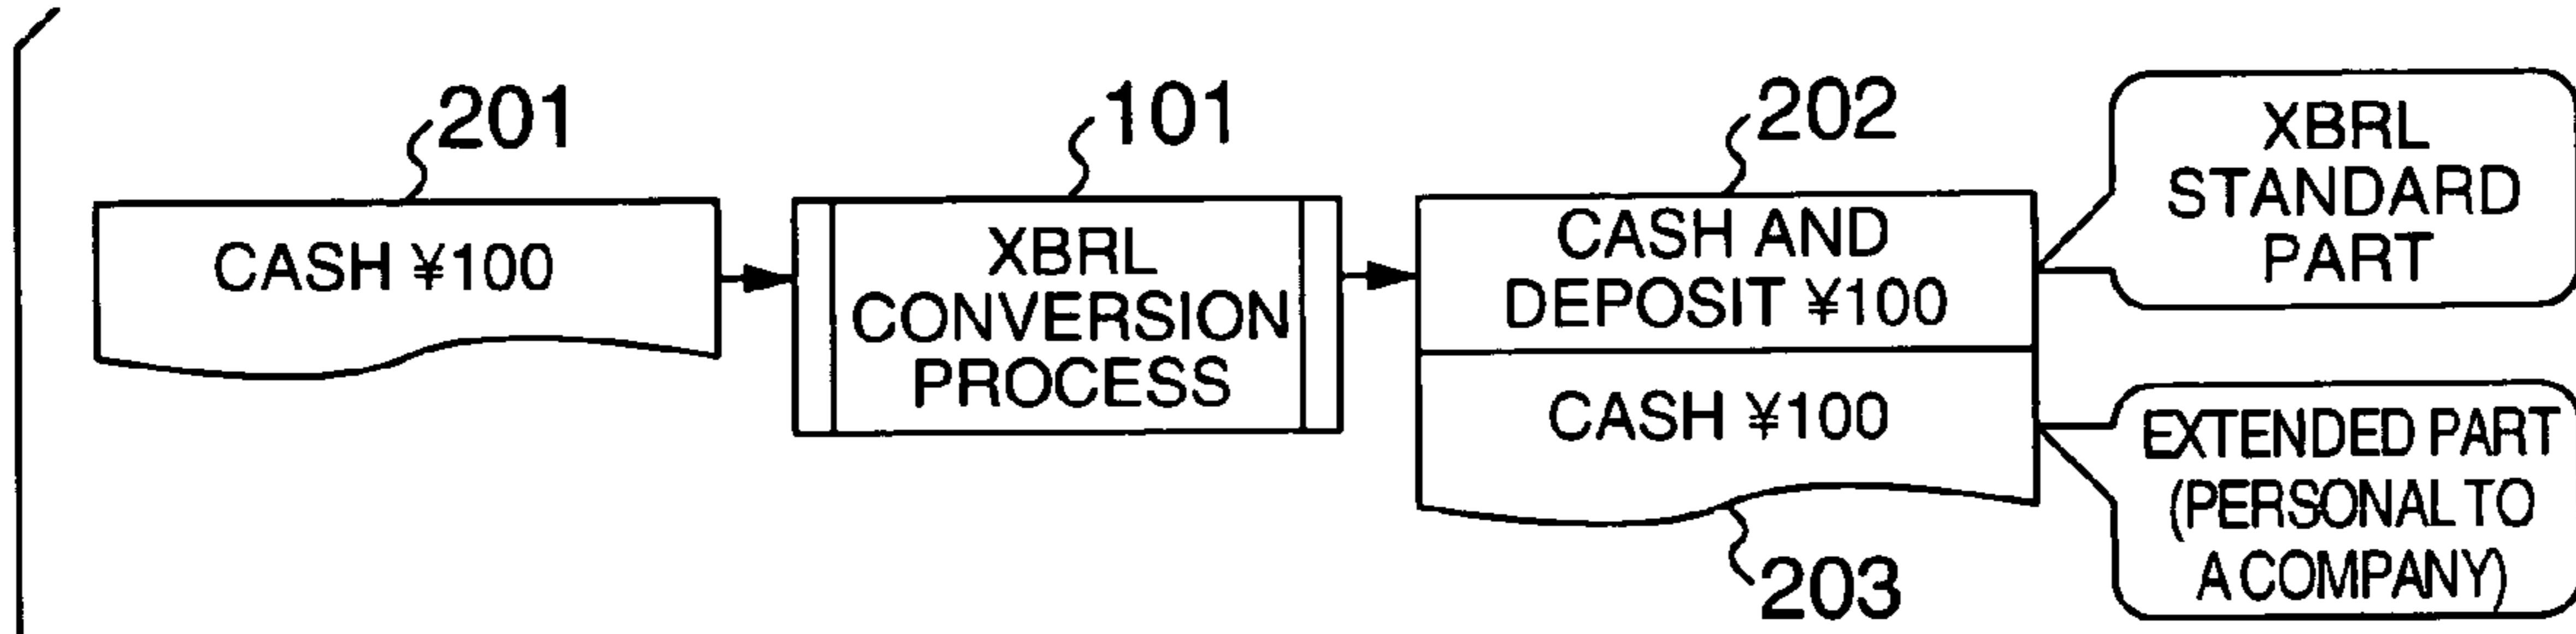 201
101
202
203
CASH ¥100
XBRL
CONVERSION
PROCESS
CASH AND
DEPOSIT ¥100
CASH ¥100
XBRL
STANDARD
PART
EXTENDED PART
(PERSONAL TO
A COMPANY)